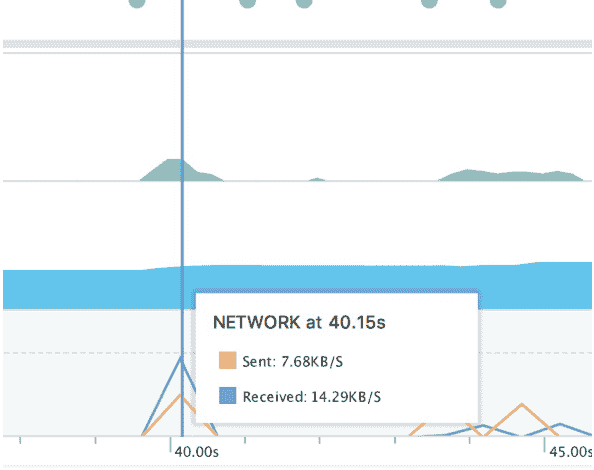 NETWORK at 40.15s
Sent: 7.68KB/S
Received: 14.29KB/S
40.00s
45.00s